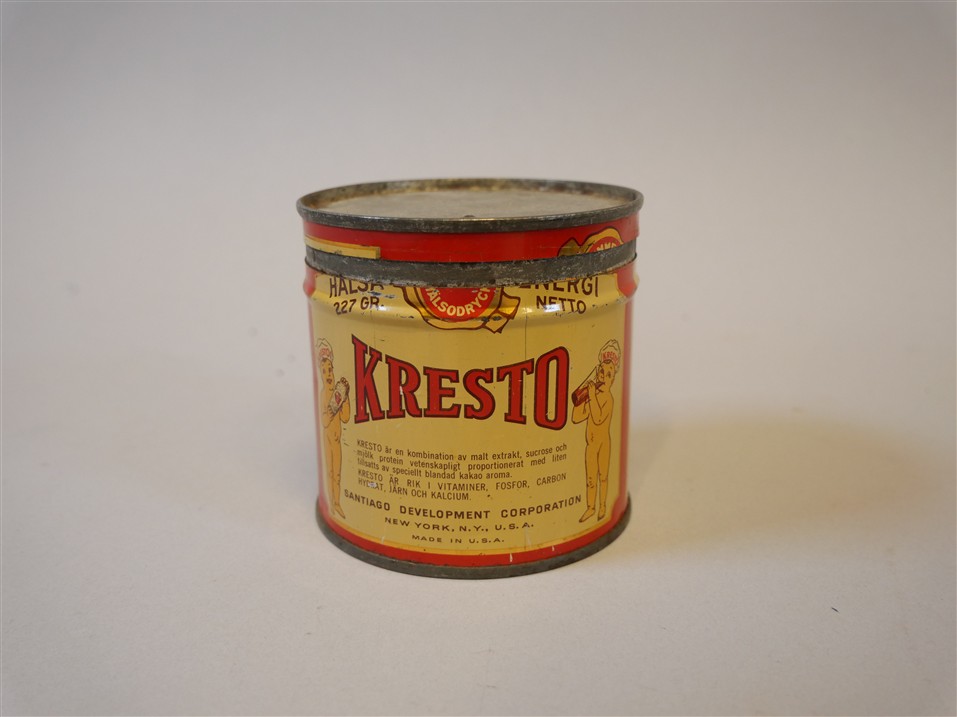 HÄLSA ENERGI
227 GR. NETTO
HÄLSODRYCK
KRESTO
KRESTO är en kombination av malt extrakt, sucrose och
mjölk protein vetenskapligt proportionerat med liten
tillsats av speciellt blandad kakao aroma.
KRESTO ÄR RIK I VITAMINER, FOSFOR, CARBON
HYDRAT, JÄRN OCH KALCIUM.
SANTIAGO DEVELOPMENT CORPORATION
NEW YORK, N.Y., U.S.A.
MADE IN U.S.A.